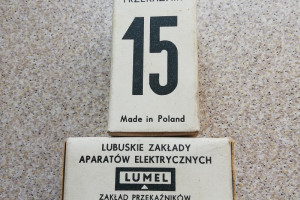 15
Made in Poland
LUBUSKIE ZAKŁADY
APARATÓW ELEKTRYCZNYCH
LUMEL
ZAKŁAD PRZEKAŹNIKÓW